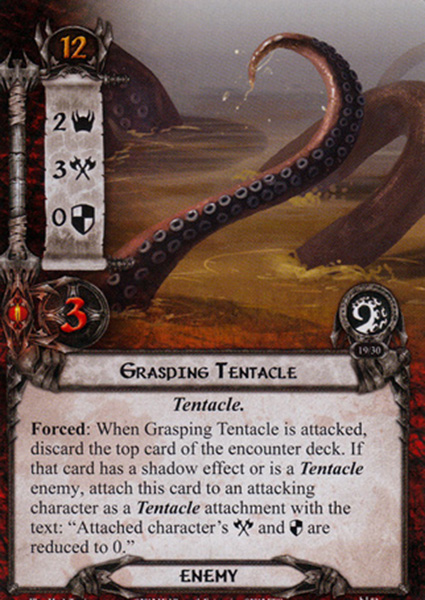 12
2
3
0
3
19/30
GRASPING TENTACLE
Tentacle.
Forced: When Grasping Tentacle is attacked,
discard the top card of the encounter deck. If
that card has a shadow effect or is a Tentacle
enemy, attach this card to an attacking
character as a Tentacle attachment with the
text: “Attached character’s and are
reduced to 0.”
ENEMY